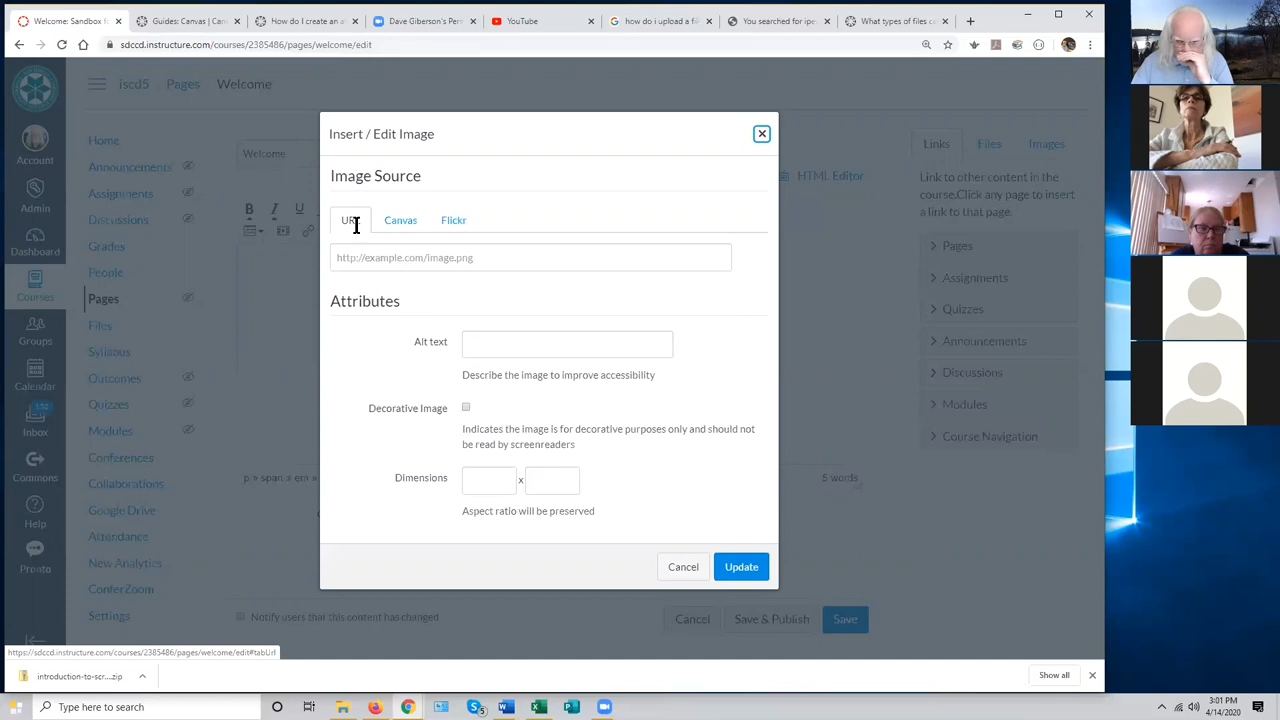 Welcome: Sandbox
Guides: Canvas | Can
How do I create an
Dave Giberson's Per
YouTube
how do i upload a fi
You searched for ipe
What types of files ca
sdccd.instructure.com/courses/2385486/pages/welcome/edit
iscd5
Pages
Welcome
Account
Admin
Dashboard
Courses
Groups
Calendar
Inbox
Commons
Help
Pronto
Home
Announcements
Assignments
Discussions
Grades
People
Pages
Files
Syllabus
Outcomes
Quizzes
Modules
Conferences
Collaborations
Google Drive
Attendance
New Analytics
ConferZoom
Settings
Welcome
HTML Editor
B I U
p » span » em »
5 words
Notify users that this content has changed
Cancel
Save & Publish
Save
Insert / Edit Image
Image Source
Canvas
Flickr
http://example.com/image.png
Attributes
Alt text
Describe the image to improve accessibility
Decorative Image
Indicates the image is for decorative purposes only and should not
be read by screenreaders
Dimensions
x
Aspect ratio will be preserved
Cancel
Update
Links
Files
Images
Link to other content in the
course.Click any page to insert
a link to that page.
Pages
Assignments
Quizzes
Announcements
Discussions
Modules
Course Navigation
https://sdccd.instructure.com/courses/2385486/pages/welcome/edit#tabUrl
introduction-to-scr....zip
Show all
Type here to search
3:01 PM
4/14/2020